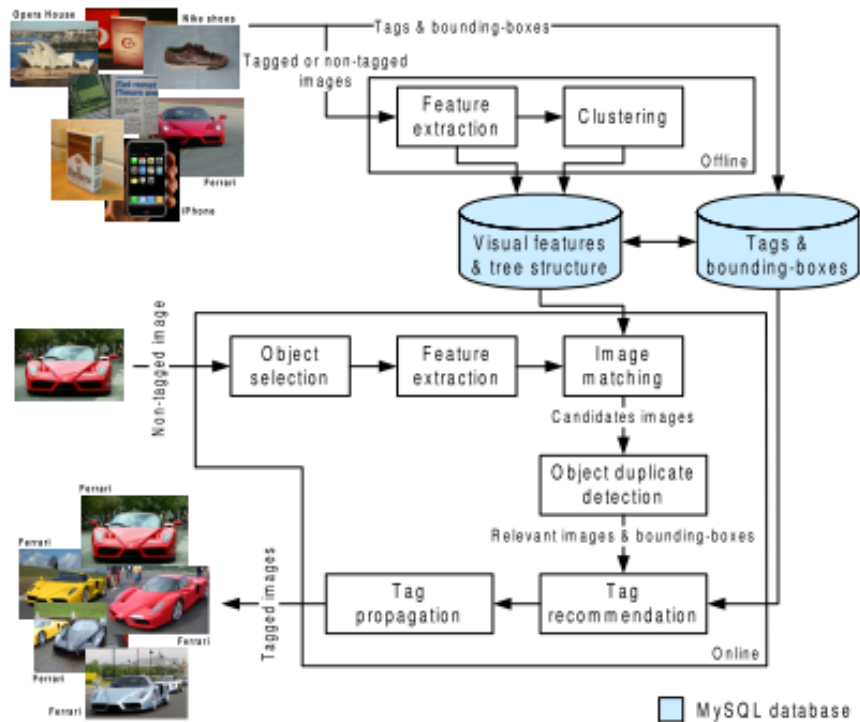 Opera House
Nike shoes
Tags & bounding-boxes
Tagged or non-tagged
images
Feature
extraction
Clustering
Offline
Ferrari
iPhone
Visual features
& tree structure
Tags &
bounding-boxes
Non-tagged image
Object
selection
Feature
extraction
Image
matching
Candidates images
Object duplicate
detection
Relevant images & bounding-boxes
Ferrari
Ferrari
Tagged images
Tag
propagation
Tag
recommendation
Ferrari
Ferrari
Online
Ferrari
MySQL database